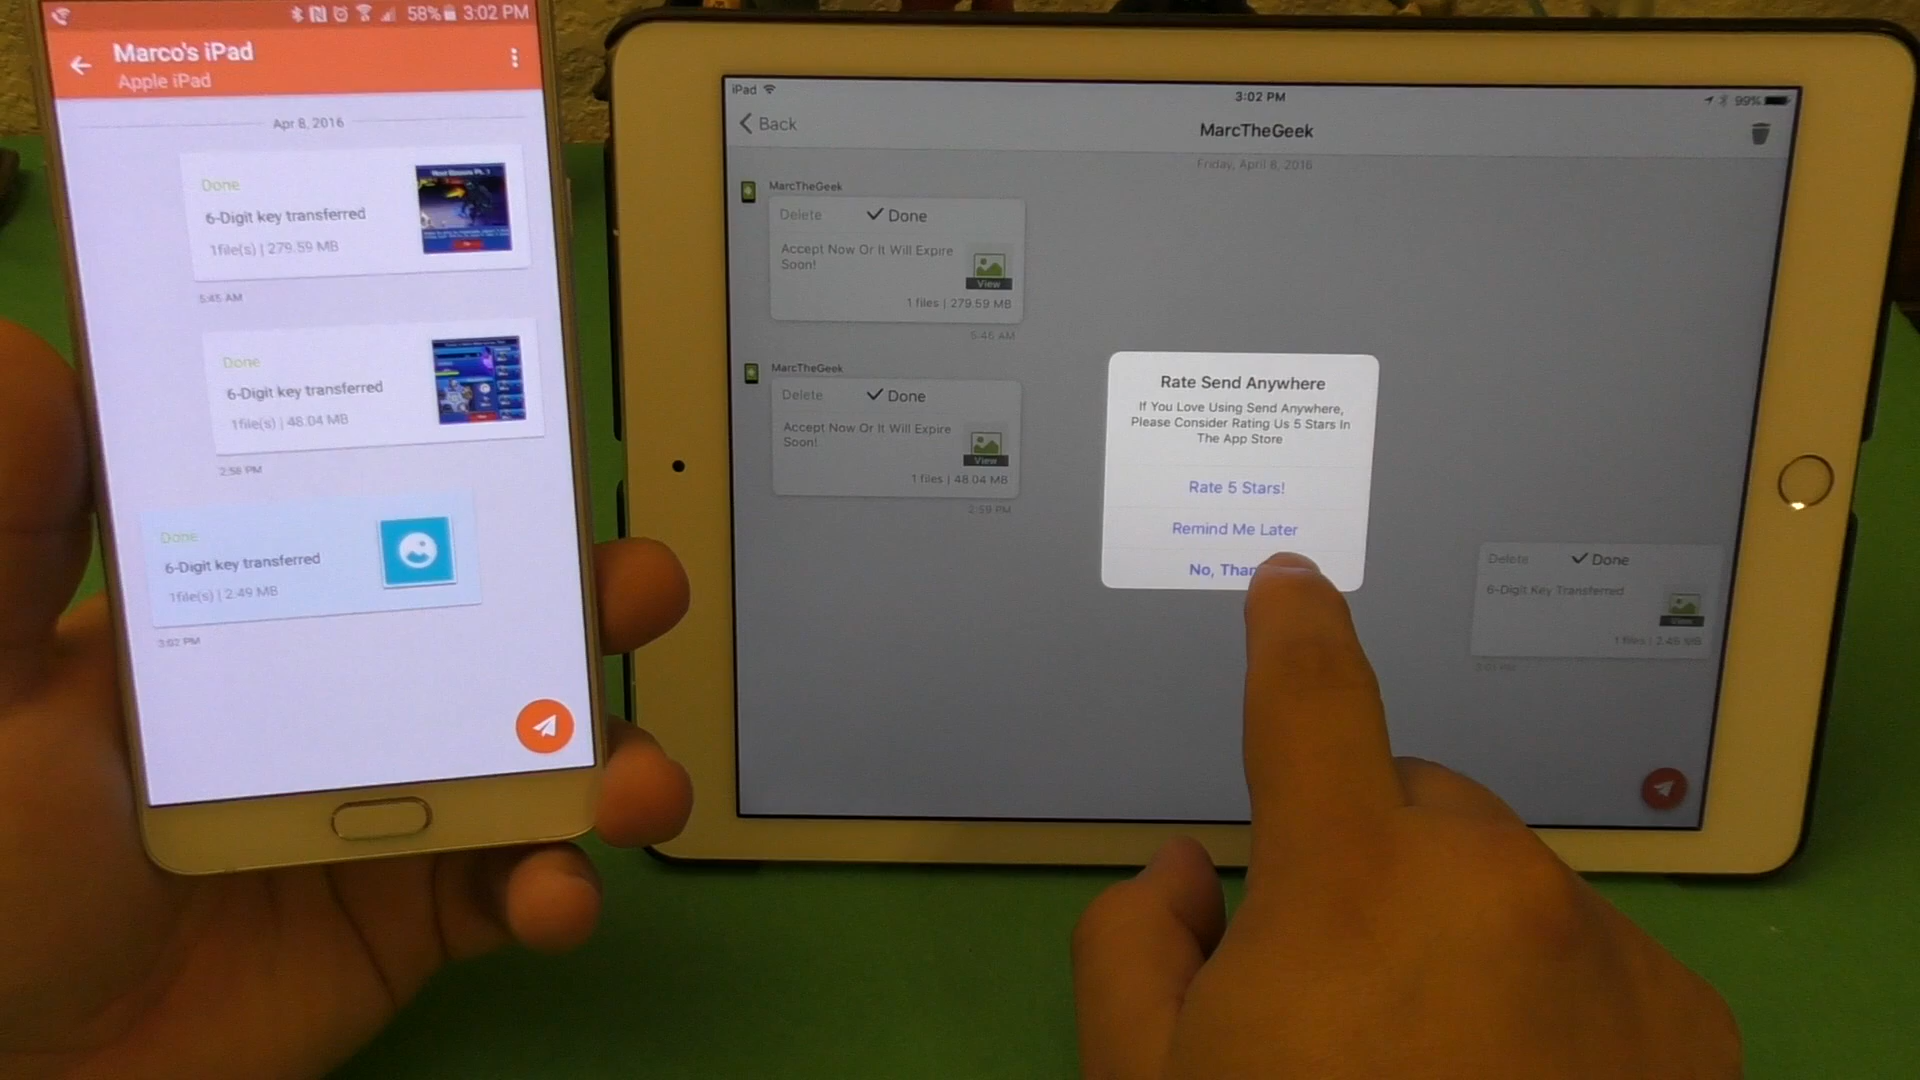 58% 3:02 PM
Marco's iPad
Apple iPad
Apr 8, 2016
Done
6-Digit key transferred
1file(s) | 279.59 MB
5:45 AM
Done
6-Digit key transferred
1file(s) | 48.04 MB
2:58 PM
Done
6-Digit key transferred
1file(s) | 2.49 MB
3:02 PM
iPad
3:02 PM
99%
Back
MarcTheGeek
Friday, April 8, 2016
MarcTheGeek
Delete Done
Accept Now Or It Will Expire
Soon!
View
1 files | 279.59 MB
5:45 AM
MarcTheGeek
Delete Done
Accept Now Or It Will Expire
Soon!
View
1 files | 48.04 MB
2:59 PM
Rate Send Anywhere
If You Love Using Send Anywhere,
Please Consider Rating Us 5 Stars In
The App Store
Rate 5 Stars!
Remind Me Later
No, Than
Delete Done
6-Digit Key Transferred
View
1 files | 2.49 MB